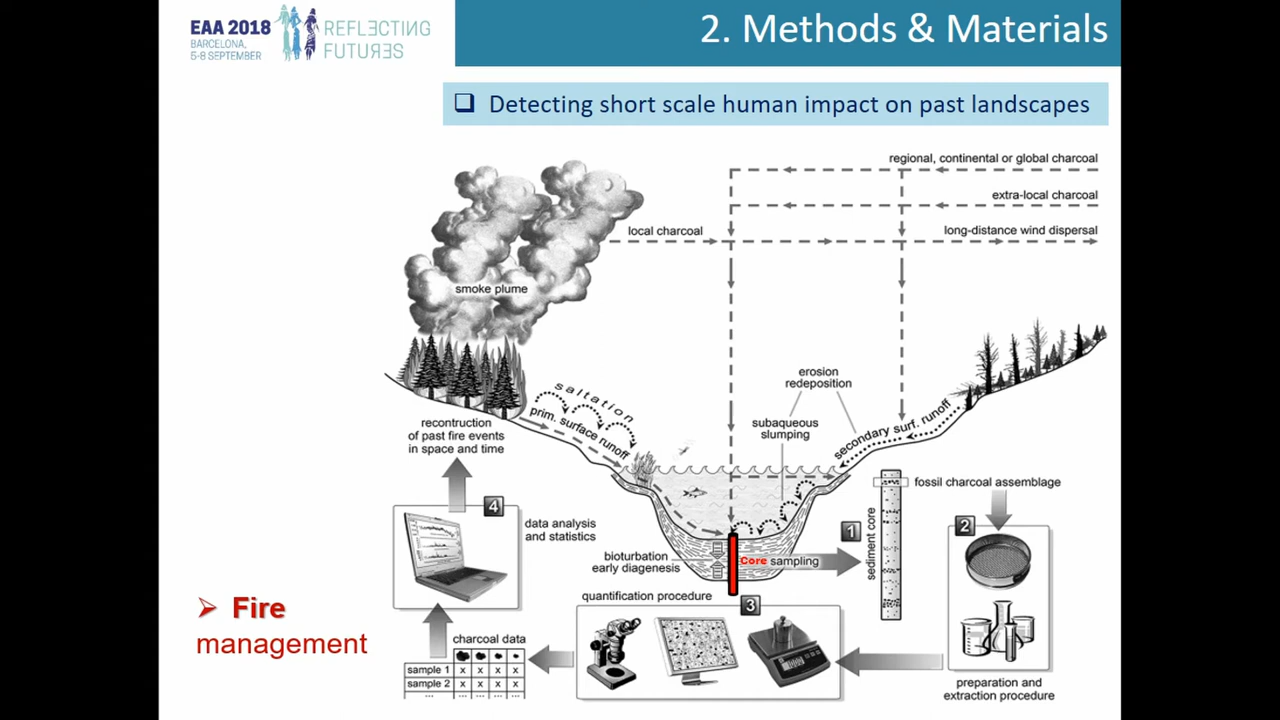 EAA 2018
BARCELONA,
5-8 SEPTEMBER
REFLECTING
FUTURES
2. Methods & Materials
Detecting short scale human impact on past landscapes
regional, continental or global charcoal
extra-local charcoal
local charcoal
long-distance wind dispersal
smoke plume
saltation
prim. surface runoff
erosion
redeposition
subaqueous
slumping
secondary surf. runoff
recontruction
of past fire events
in space and time
4
data analysis
and statistics
bioturbation
early diagenesis
Core sampling
1
sediment core
fossil charcoal assemblage
2
preparation and
extraction procedure
quantification procedure
3
charcoal data
sample 1 x x x x
sample 2 x x x x
... ... ... ... ...
Fire
management